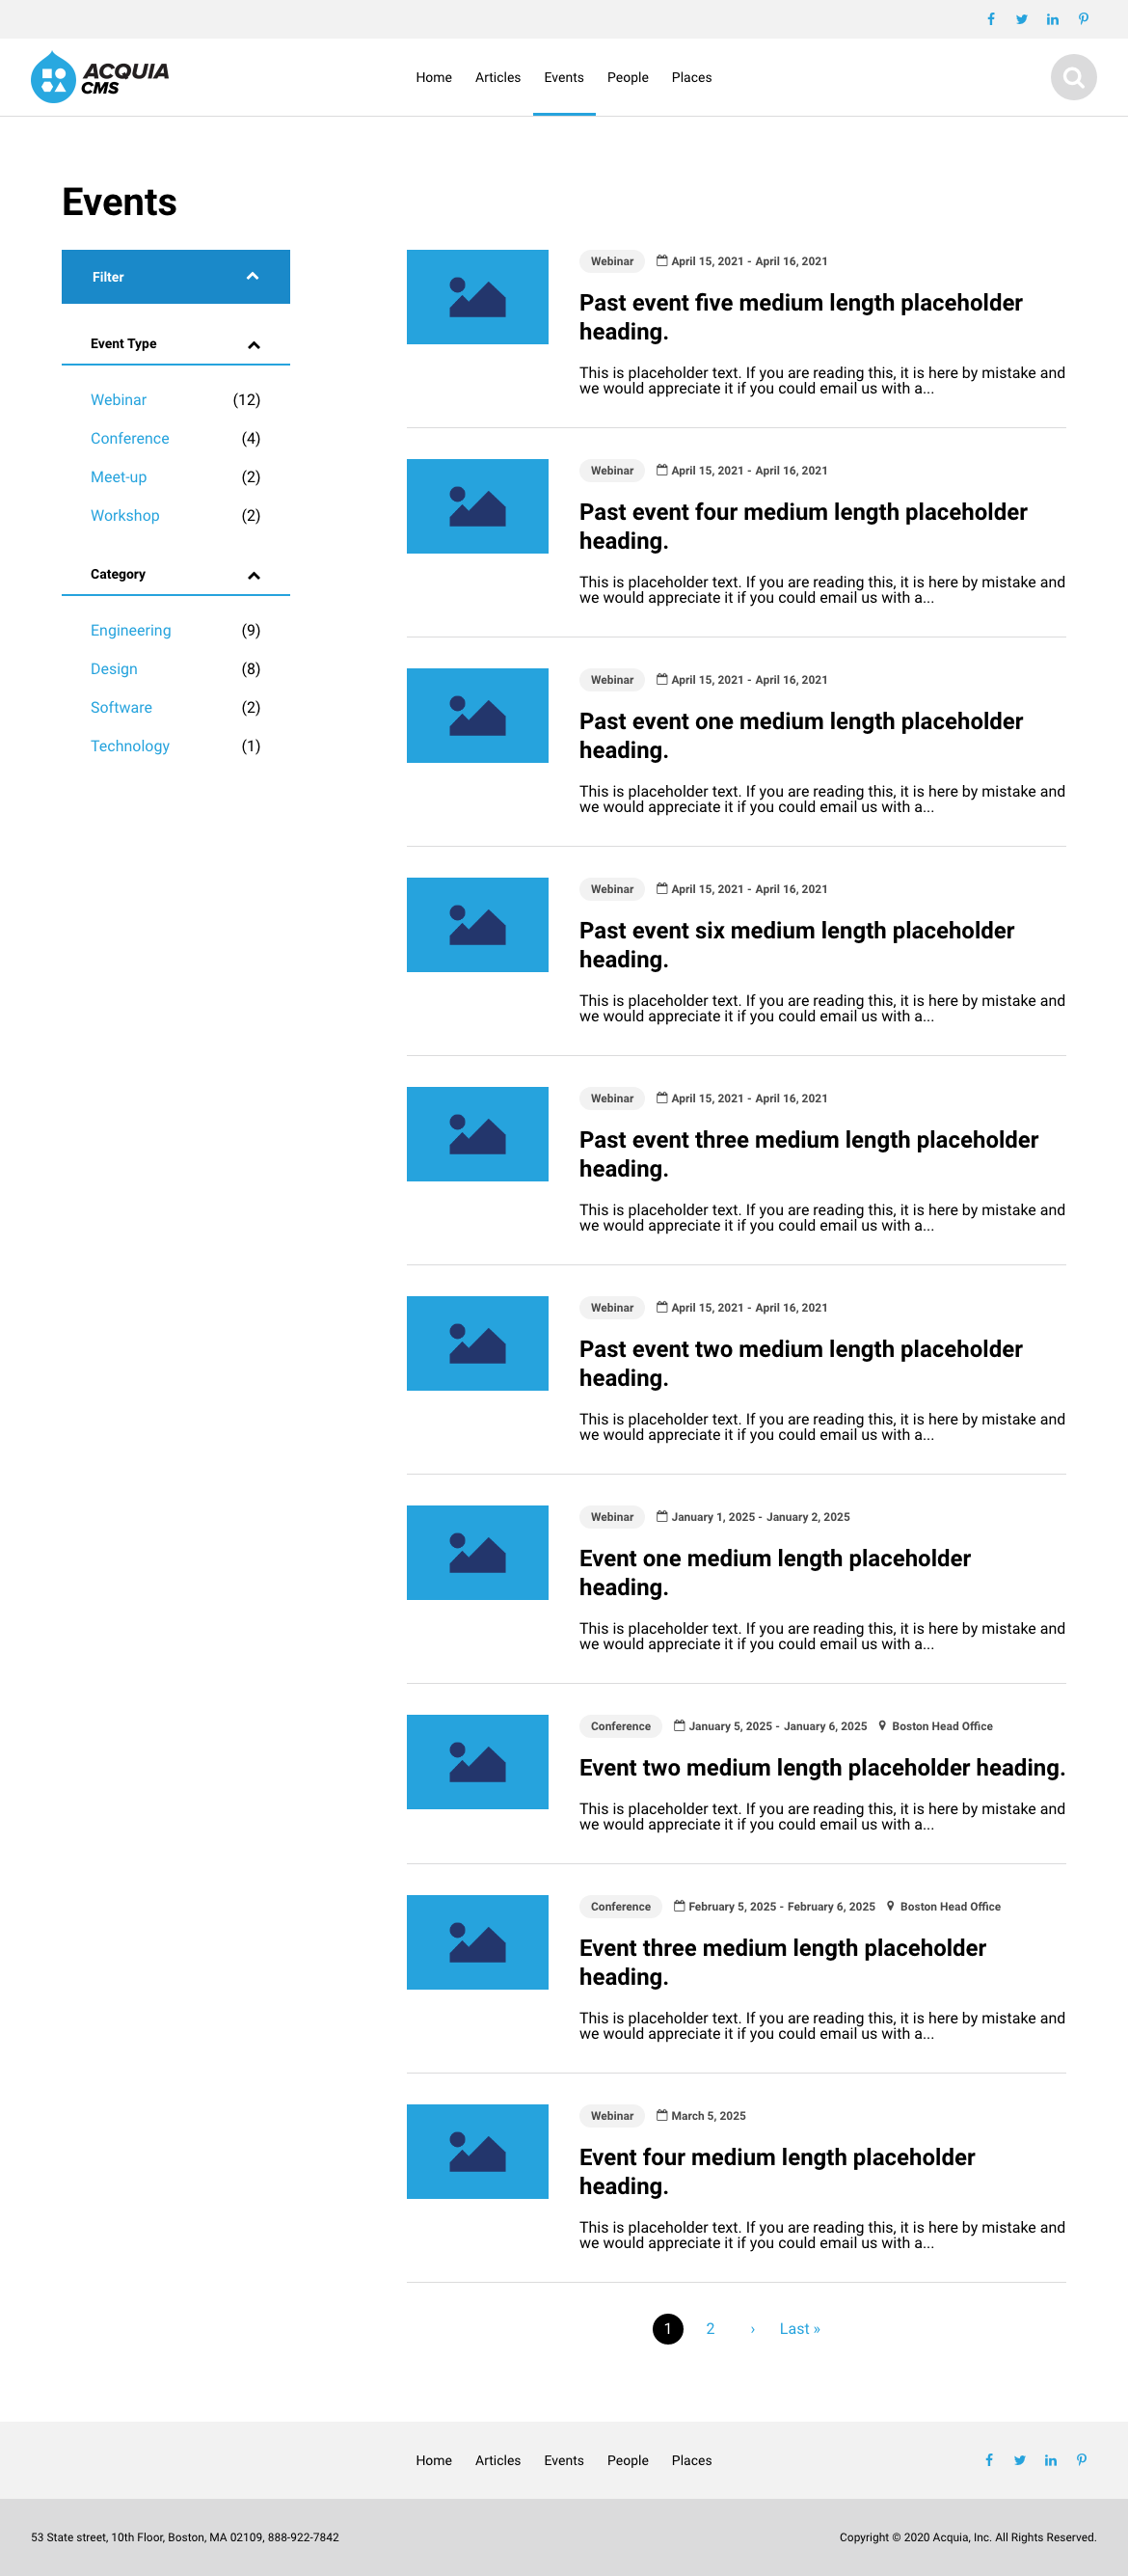 ACQUIA
CMS
Home Articles Events People Places
Events
Filter
Event Type
Webinar (12)
Conference (4)
Meet-up (2)
Workshop (2)
Category
Engineering (9)
Design (8)
Software (2)
Technology (1)
Webinar April 15, 2021 - April 16, 2021
Past event five medium length placeholder
heading.
This is placeholder text. If you are reading this, it is here by mistake and
we would appreciate it if you could email us with a...
Webinar April 15, 2021 - April 16, 2021
Past event four medium length placeholder
heading.
This is placeholder text. If you are reading this, it is here by mistake and
we would appreciate it if you could email us with a...
Webinar April 15, 2021 - April 16, 2021
Past event one medium length placeholder
heading.
This is placeholder text. If you are reading this, it is here by mistake and
we would appreciate it if you could email us with a...
Webinar April 15, 2021 - April 16, 2021
Past event six medium length placeholder
heading.
This is placeholder text. If you are reading this, it is here by mistake and
we would appreciate it if you could email us with a...
Webinar April 15, 2021 - April 16, 2021
Past event three medium length placeholder
heading.
This is placeholder text. If you are reading this, it is here by mistake and
we would appreciate it if you could email us with a...
Webinar April 15, 2021 - April 16, 2021
Past event two medium length placeholder
heading.
This is placeholder text. If you are reading this, it is here by mistake and
we would appreciate it if you could email us with a...
Webinar January 1, 2025 - January 2, 2025
Event one medium length placeholder
heading.
This is placeholder text. If you are reading this, it is here by mistake and
we would appreciate it if you could email us with a...
Conference January 5, 2025 - January 6, 2025 Boston Head Office
Event two medium length placeholder heading.
This is placeholder text. If you are reading this, it is here by mistake and
we would appreciate it if you could email us with a...
Conference February 5, 2025 - February 6, 2025 Boston Head Office
Event three medium length placeholder
heading.
This is placeholder text. If you are reading this, it is here by mistake and
we would appreciate it if you could email us with a...
Webinar March 5, 2025
Event four medium length placeholder
heading.
This is placeholder text. If you are reading this, it is here by mistake and
we would appreciate it if you could email us with a...
1 2 › Last »
Home Articles Events People Places
53 State street, 10th Floor, Boston, MA 02109, 888-922-7842
Copyright © 2020 Acquia, Inc. All Rights Reserved.